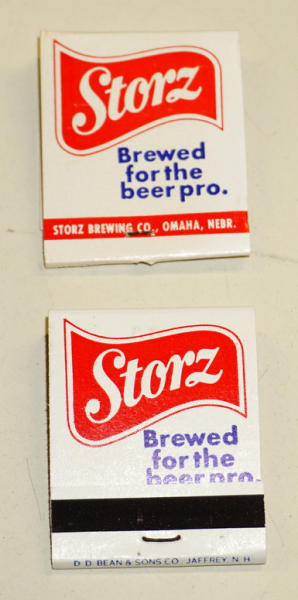 Storz
Brewed
for the
beer pro.
STORZ BREWING CO., OMAHA, NEBR.
Storz
Brewed
for the
beer pro.
D. D. BEAN & SONS CO. JAFFREY, N. H.